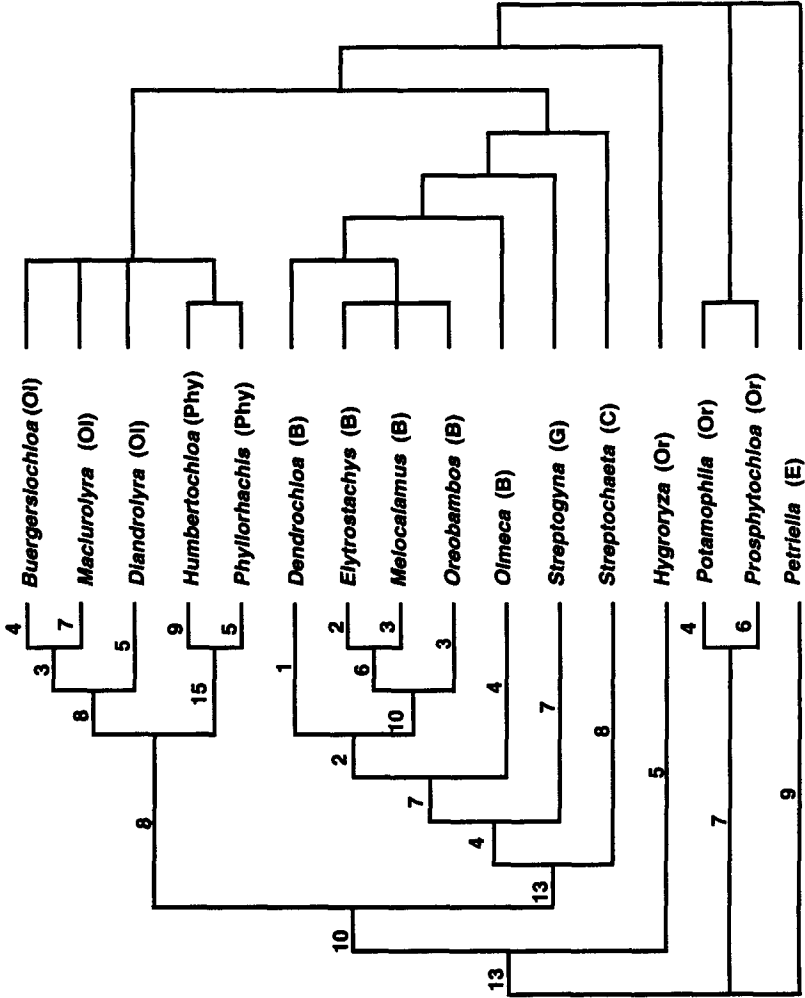 Buergersiochloa (Ol)
Maclurolyra (Ol)
Diandrolyra (Ol)
Humbertochloa (Phy)
Phyllorhachis (Phy)
Dendrochloa (B)
Elytrostachys (B)
Melocalamus (B)
Oreobambos (B)
Olmeca (B)
Streptogyna (G)
Streptochaeta (C)
Hygroryza (Or)
Potamophila (Or)
Prosphytochloa (Or)
Petriella (E)
4
7
3
5
8
9
5
15
8
1
2
3
6
3
10
2
4
7
7
4
8
13
10
5
13
4
6
7
9